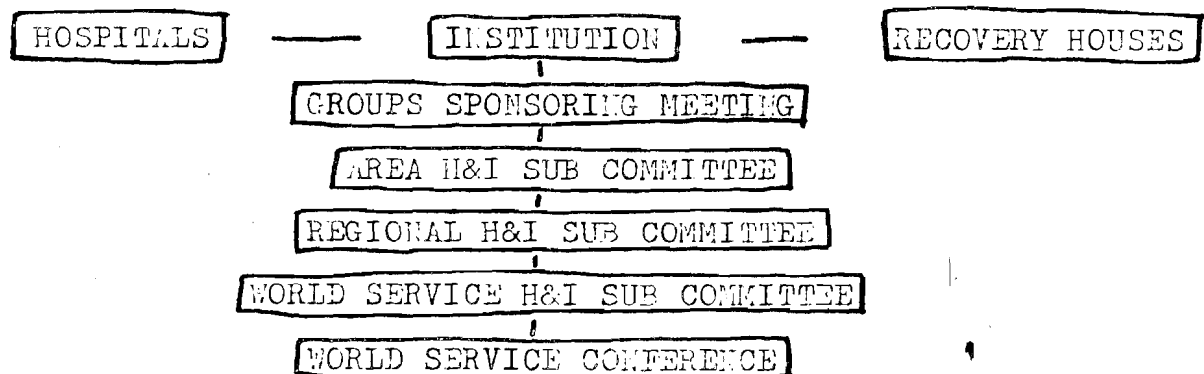 HOSPITALS — INSTITUTION — RECOVERY HOUSES
GROUPS SPONSORING MEETING
AREA H&I SUB COMMITTEE
REGIONAL H&I SUB COMMITTEE
WORLD SERVICE H&I SUB COMMITTEE
WORLD SERVICE CONFERENCE